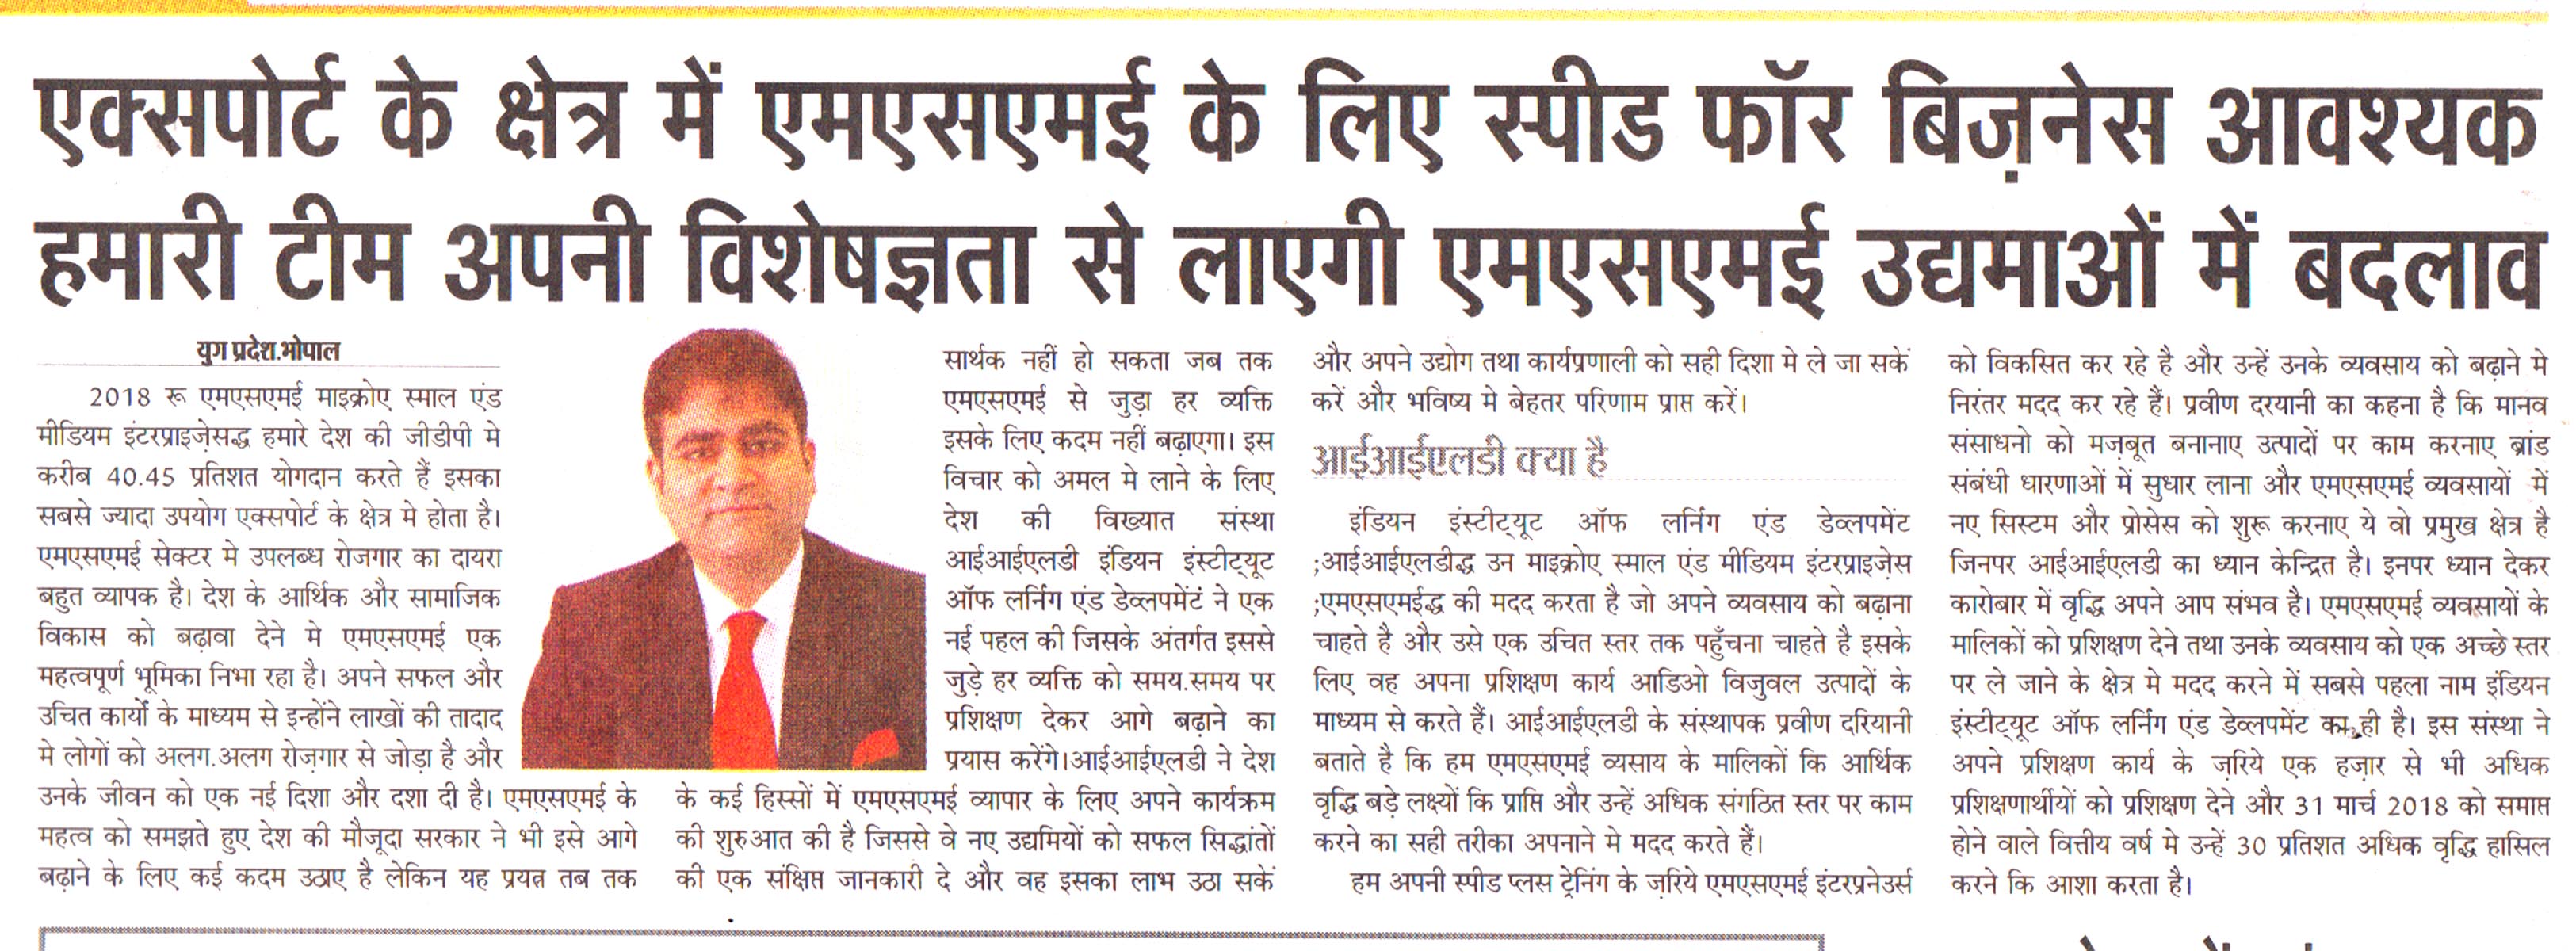 एक्सपोर्ट के क्षेत्र में एमएसएमई के लिए स्पीड फॉर बिज़नेस आवश्यक
हमारी टीम अपनी विशेषज्ञता से लाएगी एमएसएमई उद्यमाओं में बदलाव
युग प्रदेश.भोपाल
2018 रू एमएसएमई माइक्रोए स्माल एंड
मीडियम इंटरप्राइज़ेसद्ध हमारे देश की जीडीपी मे
करीब 40.45 प्रतिशत योगदान करते हैं इसका
सबसे ज्यादा उपयोग एक्सपोर्ट के क्षेत्र मे होता है।
एमएसएमई सेक्टर मे उपलब्ध रोजगार का दायरा
बहुत व्यापक है। देश के आर्थिक और सामाजिक
विकास को बढ़ावा देने मे एमएसएमई एक
महत्वपूर्ण भूमिका निभा रहा है। अपने सफल और
उचित कार्यों के माध्यम से इन्होंने लाखों की तादाद
मे लोगों को अलग.अलग रोज़गार से जोड़ा है और
उनके जीवन को एक नई दिशा और दशा दी है। एमएसएमई के
महत्व को समझते हुए देश की मौजूदा सरकार ने भी इसे आगे
बढ़ाने के लिए कई कदम उठाए है लेकिन यह प्रयत्न तब तक
सार्थक नहीं हो सकता जब तक
एमएसएमई से जुड़ा हर व्यक्ति
इसके लिए कदम नहीं बढ़ाएगा। इस
विचार को अमल मे लाने के लिए
देश की विख्यात संस्था
आईआईएलडी इंडियन इंस्टीट्यूट
ऑफ लर्निंग एंड डेव्लपमेंटं ने एक
नई पहल की जिसके अंतर्गत इससे
जुड़े हर व्यक्ति को समय.समय पर
प्रशिक्षण देकर आगे बढ़ाने का
प्रयास करेंगे।आईआईएलडी ने देश
के कई हिस्सों में एमएसएमई व्यापार के लिए अपने कार्यक्रम
की शुरुआत की है जिससे वे नए उद्यमियों को सफल सिद्धांतों
की एक संक्षिप्त जानकारी दे और वह इसका लाभ उठा सकें
और अपने उद्योग तथा कार्यप्रणाली को सही दिशा मे ले जा सकें
करें और भविष्य मे बेहतर परिणाम प्राप्त करें।
आईआईएलडी क्या है
इंडियन इंस्टीट्यूट ऑफ लर्निंग एंड डेव्लपमेंट
;आईआईएलडीद्ध उन माइक्रोए स्माल एंड मीडियम इंटरप्राइज़ेस
;एमएसएमईद्ध की मदद करता है जो अपने व्यवसाय को बढ़ाना
चाहते है और उसे एक उचित स्तर तक पहुँचना चाहते है इसके
लिए वह अपना प्रशिक्षण कार्य आडिओ विजुवल उत्पादों के
माध्यम से करते हैं। आईआईएलडी के संस्थापक प्रवीण दरियानी
बताते है कि हम एमएसएमई व्यसाय के मालिकों कि आर्थिक
वृद्धि बड़े लक्ष्यों कि प्राप्ति और उन्हें अधिक संगठित स्तर पर काम
करने का सही तरीका अपनाने मे मदद करते हैं।
हम अपनी स्पीड प्लस ट्रेनिंग के ज़रिये एमएसएमई इंटरप्रनेउर्स
को विकसित कर रहे है और उन्हें उनके व्यवसाय को बढ़ाने मे
निरंतर मदद कर रहे हैं। प्रवीण दरयानी का कहना है कि मानव
संसाधनो को मज़बूत बनानाए उत्पादों पर काम करनाए ब्रांड
संबंधी धारणाओं में सुधार लाना और एमएसएमई व्यवसायों में
नए सिस्टम और प्रोसेस को शुरू करनाए ये वो प्रमुख क्षेत्र है
जिनपर आईआईएलडी का ध्यान केन्द्रित है। इनपर ध्यान देकर
कारोबार में वृद्धि अपने आप संभव है। एमएसएमई व्यवसायों के
मालिकों को प्रशिक्षण देने तथा उनके व्यवसाय को एक अच्छे स्तर
पर ले जाने के क्षेत्र मे मदद करने में सबसे पहला नाम इंडियन
इंस्टीट्यूट ऑफ लर्निंग एंड डेव्लपमेंट का ही है। इस संस्था ने
अपने प्रशिक्षण कार्य के ज़रिये एक हज़ार से भी अधिक
प्रशिक्षणार्थीयों को प्रशिक्षण देने और 31 मार्च 2018 को समाप्त
होने वाले वित्तीय वर्ष मे उन्हें 30 प्रतिशत अधिक वृद्धि हासिल
करने कि आशा करता है।